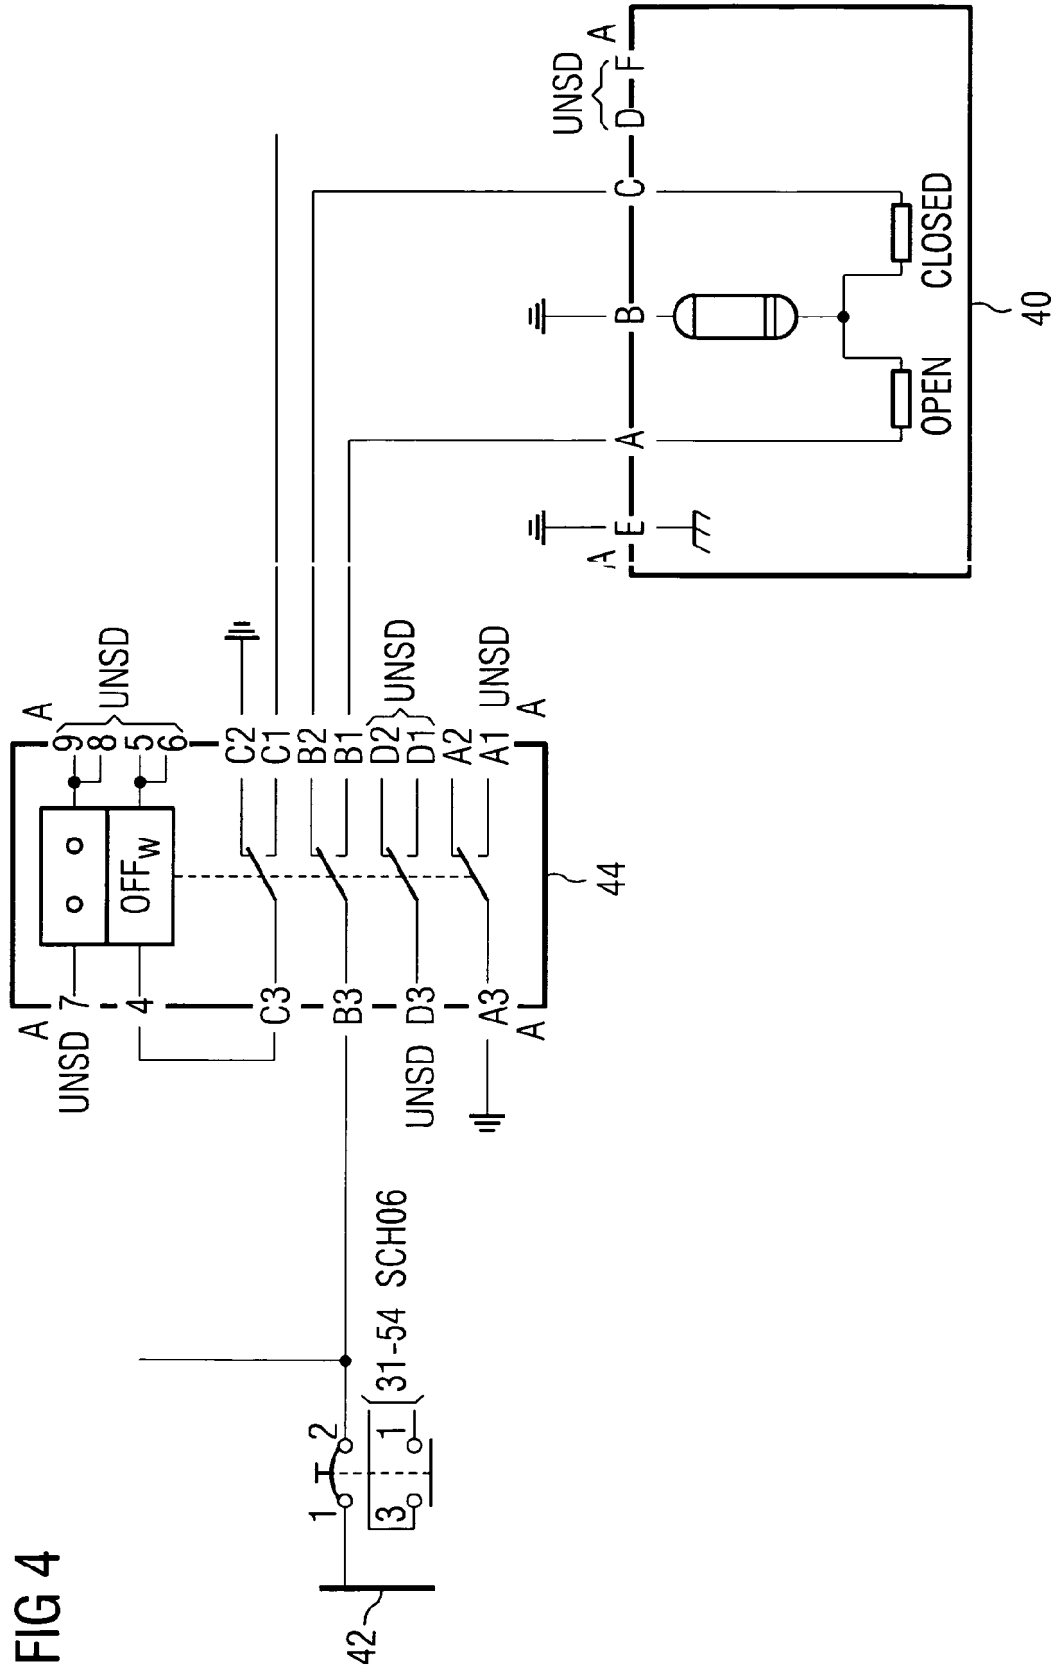 FIG 4
42
1
2
3
1
31-54 SCH06
A
UNSD
7
4
C3
B3
UNSD D3
A3
A
OFFW
44
A
9
8
5
6
UNSD
C2
C1
B2
B1
D2
D1
UNSD
A2
A1
UNSD
A
A
E
A
B
C
D
F
A
UNSD
OPEN
CLOSED
40